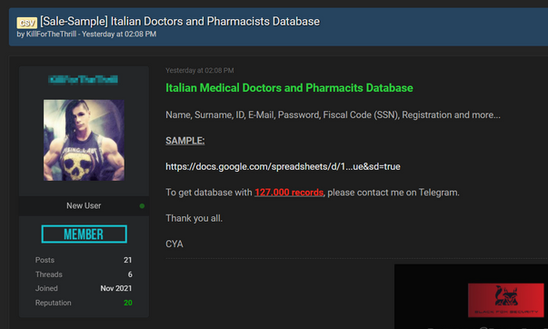 CSV [Sale-Sample] Italian Doctors and Pharmacists Database
by KillForTheThrill - Yesterday at 02:08 PM
KillForTheThrill
New User
MEMBER
Posts 21
Threads 6
Joined Nov 2021
Reputation 20
Yesterday at 02:08 PM
Italian Medical Doctors and Pharmacits Database
Name, Surname, ID, E-Mail, Password, Fiscal Code (SSN), Registration and more...
SAMPLE:
https://docs.google.com/spreadsheets/d/1...ue&sd=true
To get database with 127.000 records, please contact me on Telegram.
Thank you all.
CYA